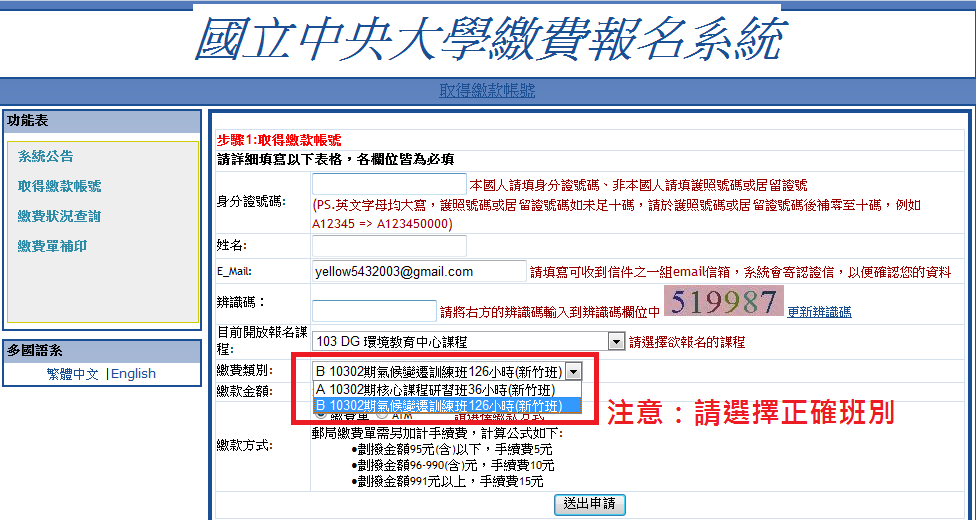 國立中央大學繳費報名系統
取得繳款帳號
功能表
系統公告
取得繳款帳號
繳費狀況查詢
繳費單補印
多國語系
繁體中文 |English
步驟1:取得繳款帳號
請詳細填寫以下表格，各欄位皆為必填
身分證號碼:
本國人請填身分證號碼、非本國人請填護照號碼或居留證號
(PS.英文字母均大寫，護照號碼或居留證號碼如未足十碼，請於護照號碼或居留證號碼後補零至十碼，例如
A12345 => A123450000)
姓名:
E_Mail:
yellow5432003@gmail.com 請填寫可收到信件之一組email信箱，系統會寄認證信，以便確認您的資料
辨識碼：
請將右方的辨識碼輸入到辨識碼欄位中 519987 更新辨識碼
目前開放報名課
程:
103 DG 環境教育中心課程 請選擇欲報名的課程
繳費類別:
B 10302期氣候變遷訓練班126小時(新竹班)
A 10302期核心課程研習班36小時(新竹班)
B 10302期氣候變遷訓練班126小時(新竹班)
繳款金額:
注意：請選擇正確班別
繳款方式:
繳費單 ATM 請選擇繳款方式
郵局繳費單需另加計手續費，計算公式如下:
•劃撥金額95元(含)以下，手續費5元
•劃撥金額96-990(含)元，手續費10元
•劃撥金額991元以上，手續費15元
送出申請